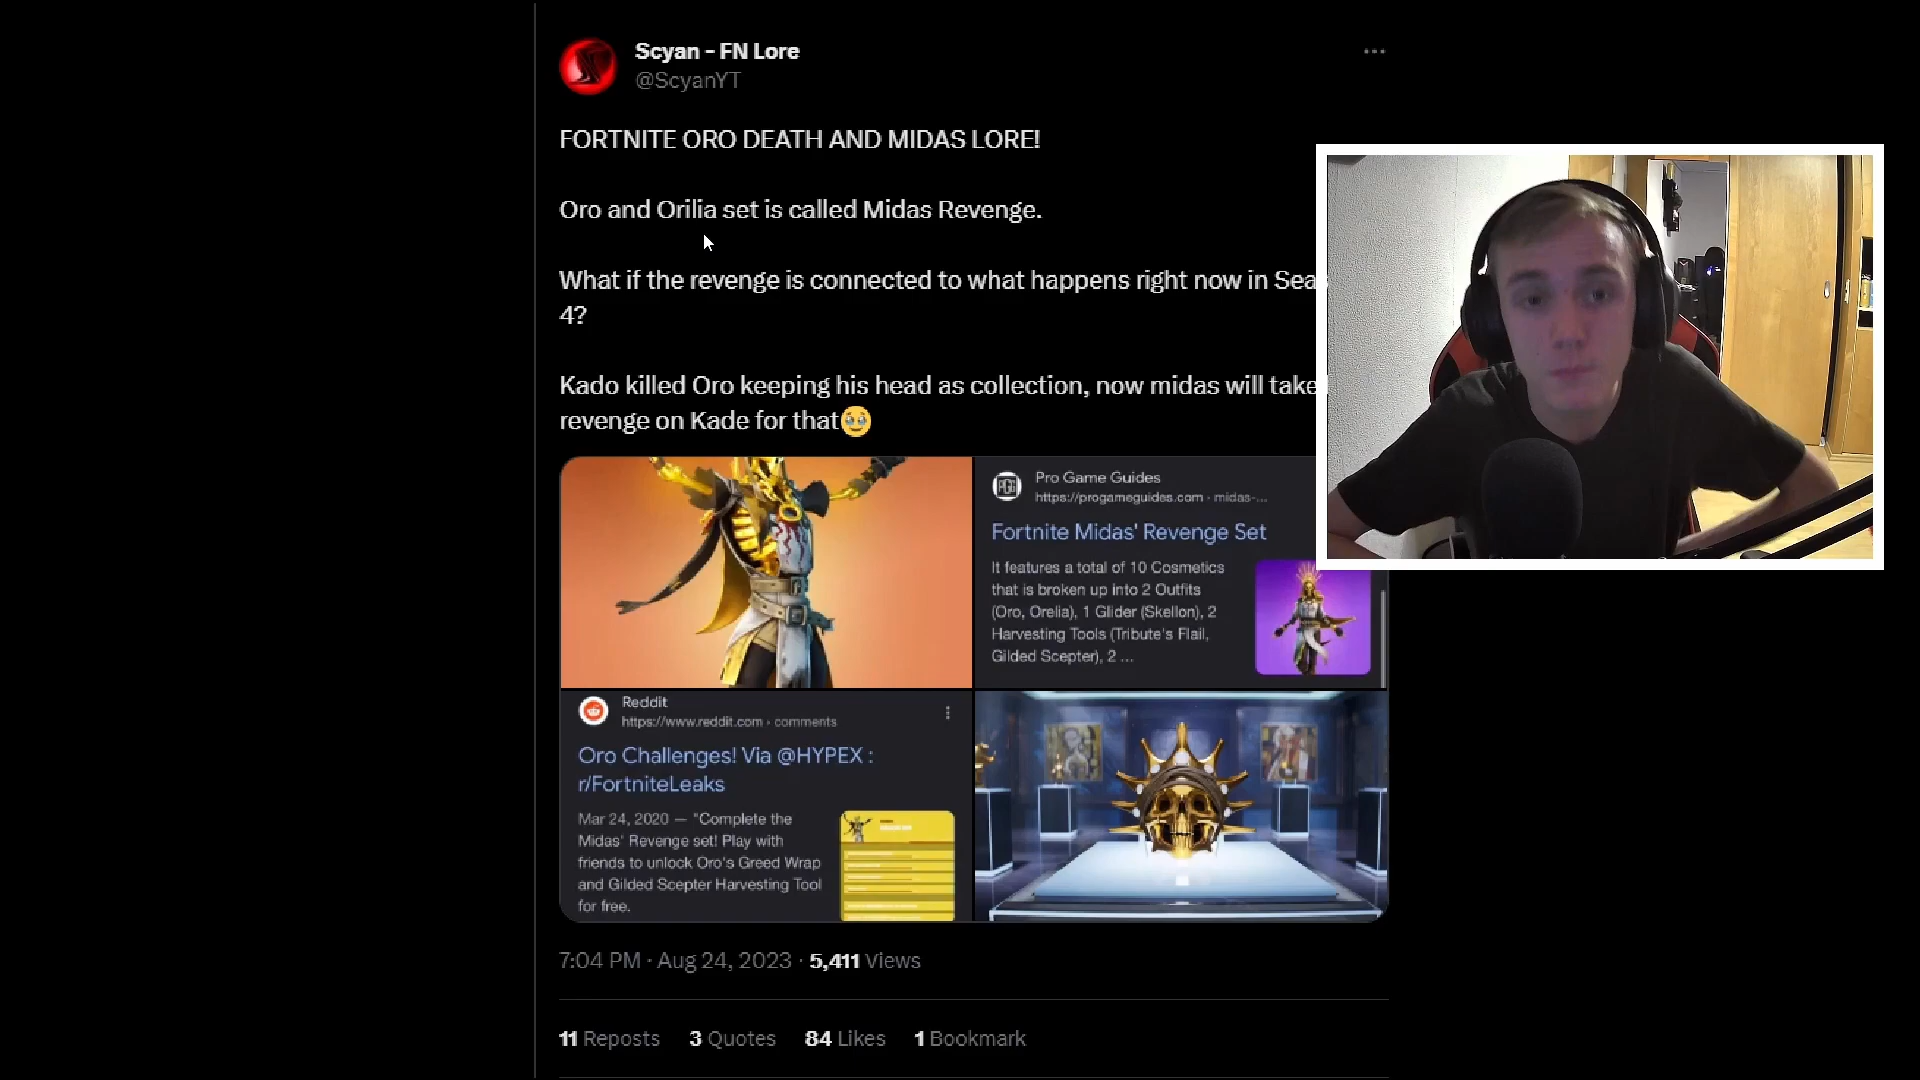 Scyan - FN Lore
@ScyanYT
FORTNITE ORO DEATH AND MIDAS LORE!
Oro and Orilia set is called Midas Revenge.
What if the revenge is connected to what happens right now in Sea
4?
Kado killed Oro keeping his head as collection, now midas will take
revenge on Kade for that🥹
Pro Game Guides
https://progameguides.com › midas-...
Fortnite Midas' Revenge Set
It features a total of 10 Cosmetics
that is broken up into 2 Outfits
(Oro, Orelia), 1 Glider (Skellon), 2
Harvesting Tools (Tribute's Flail,
Gilded Scepter), 2 ...
Reddit
https://www.reddit.com › comments
Oro Challenges! Via @HYPEX :
r/FortniteLeaks
Mar 24, 2020 — "Complete the
Midas' Revenge set! Play with
friends to unlock Oro's Greed Wrap
and Gilded Scepter Harvesting Tool
for free.
7:04 PM · Aug 24, 2023 · 5,411 Views
11 Reposts 3 Quotes 84 Likes 1 Bookmark